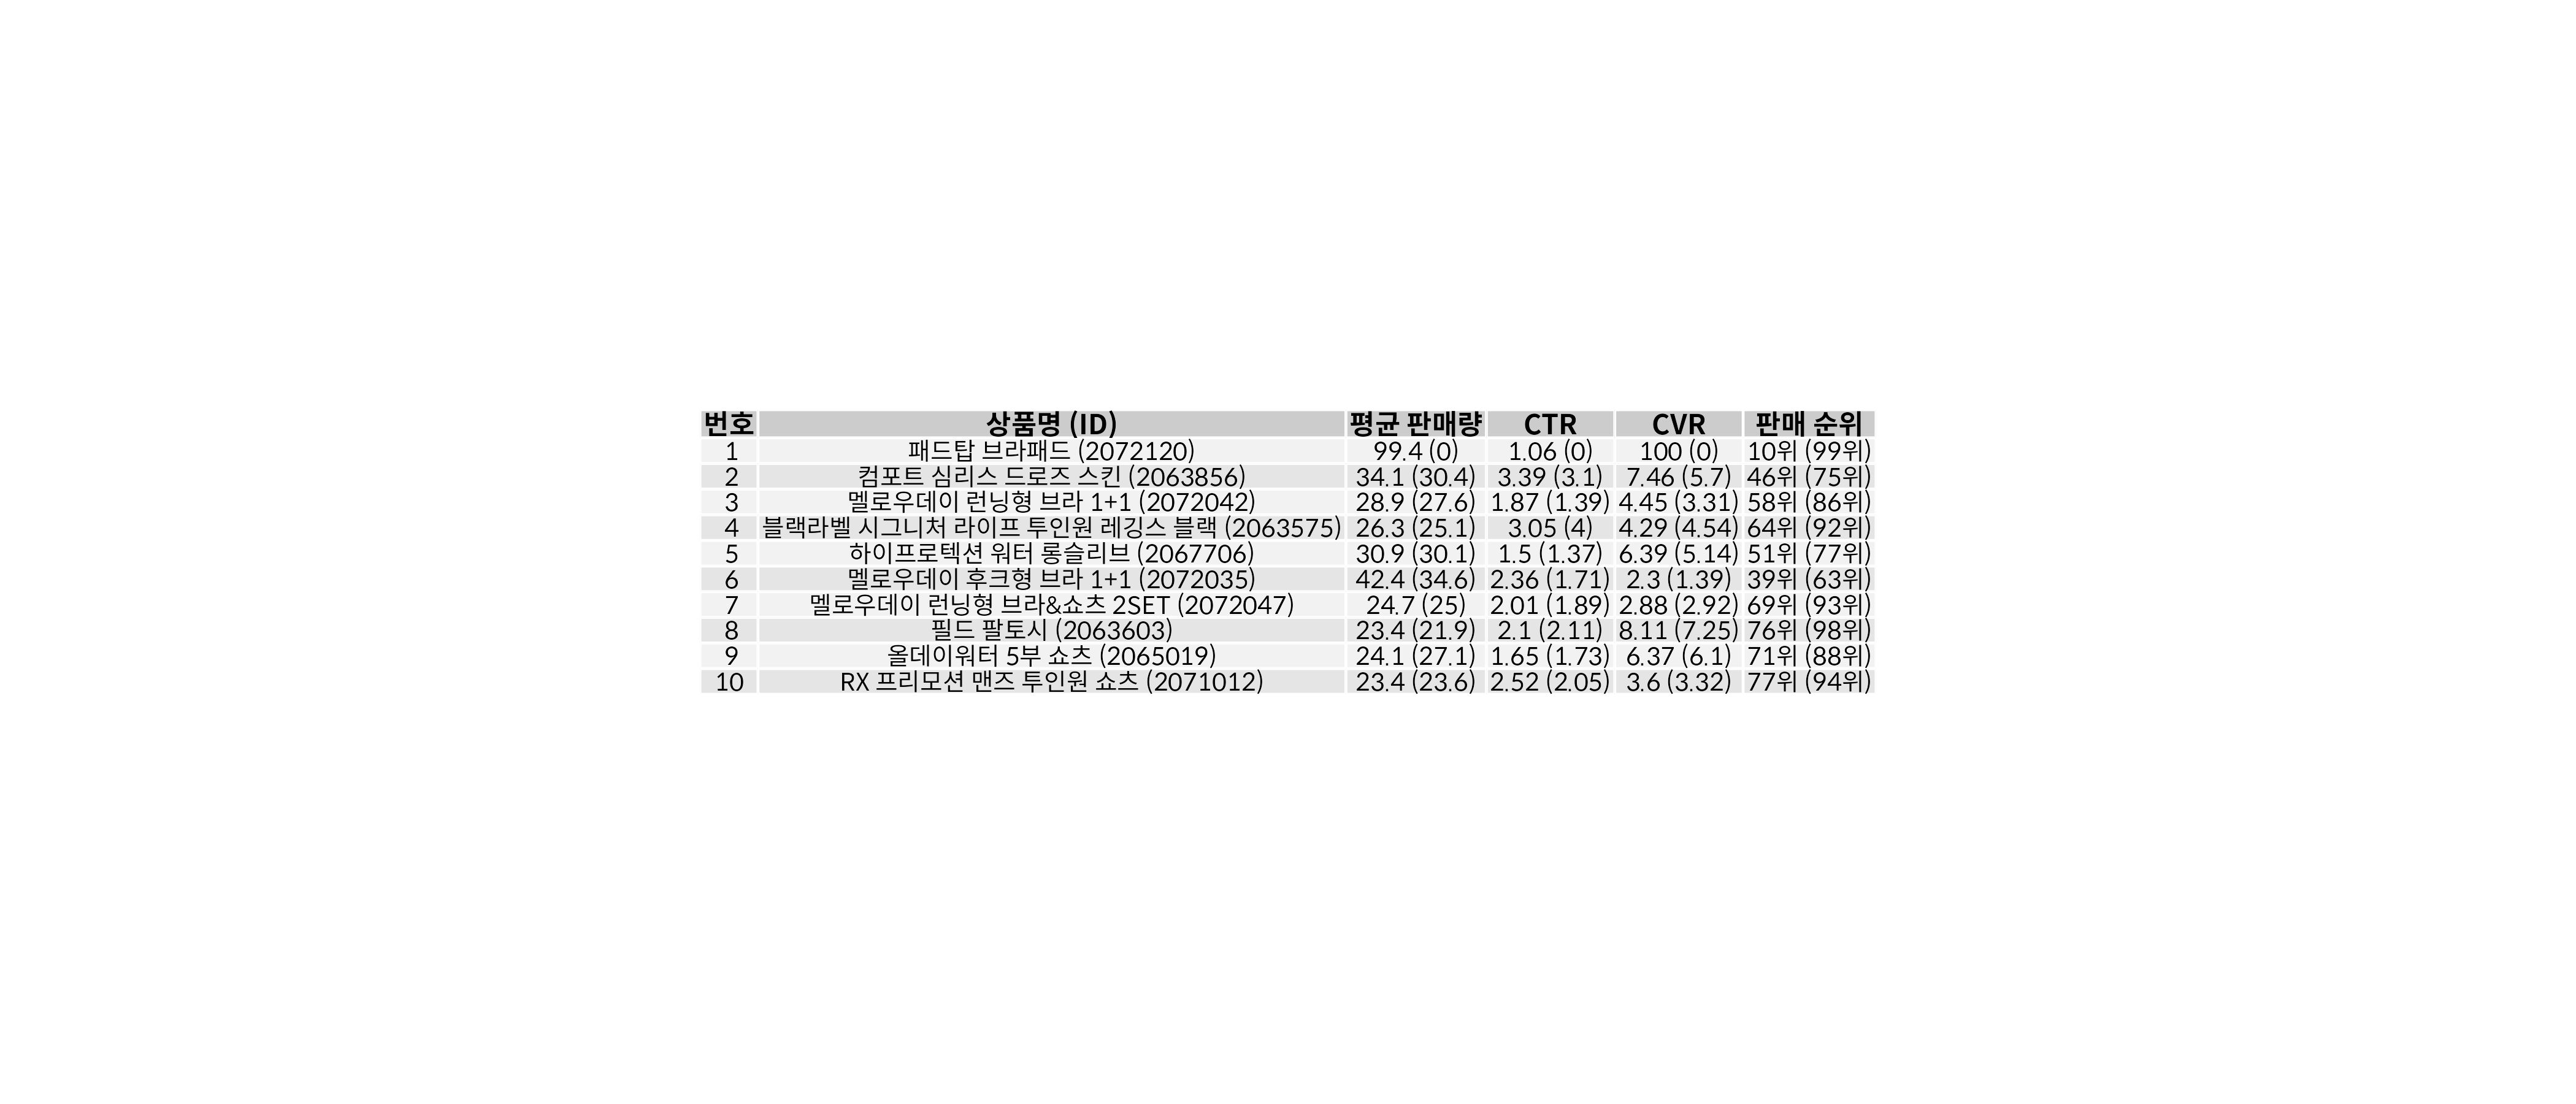 번호 상품명 (ID) 평균 판매량 CTR CVR 판매 순위
1 패드탑 브라패드 (2072120) 99.4 (0) 1.06 (0) 100 (0) 10위 (99위)
2 컴포트 심리스 드로즈 스킨 (2063856) 34.1 (30.4) 3.39 (3.1) 7.46 (5.7) 46위 (75위)
3 멜로우데이 런닝형 브라 1+1 (2072042) 28.9 (27.6) 1.87 (1.39) 4.45 (3.31) 58위 (86위)
4 블랙라벨 시그니처 라이프 투인원 레깅스 블랙 (2063575) 26.3 (25.1) 3.05 (4) 4.29 (4.54) 64위 (92위)
5 하이프로텍션 워터 롱슬리브 (2067706) 30.9 (30.1) 1.5 (1.37) 6.39 (5.14) 51위 (77위)
6 멜로우데이 후크형 브라 1+1 (2072035) 42.4 (34.6) 2.36 (1.71) 2.3 (1.39) 39위 (63위)
7 멜로우데이 런닝형 브라&쇼츠 2SET (2072047) 24.7 (25) 2.01 (1.89) 2.88 (2.92) 69위 (93위)
8 필드 팔토시 (2063603) 23.4 (21.9) 2.1 (2.11) 8.11 (7.25) 76위 (98위)
9 올데이워터 5부 쇼츠 (2065019) 24.1 (27.1) 1.65 (1.73) 6.37 (6.1) 71위 (88위)
10 RX 프리모션 맨즈 투인원 쇼츠 (2071012) 23.4 (23.6) 2.52 (2.05) 3.6 (3.32) 77위 (94위)